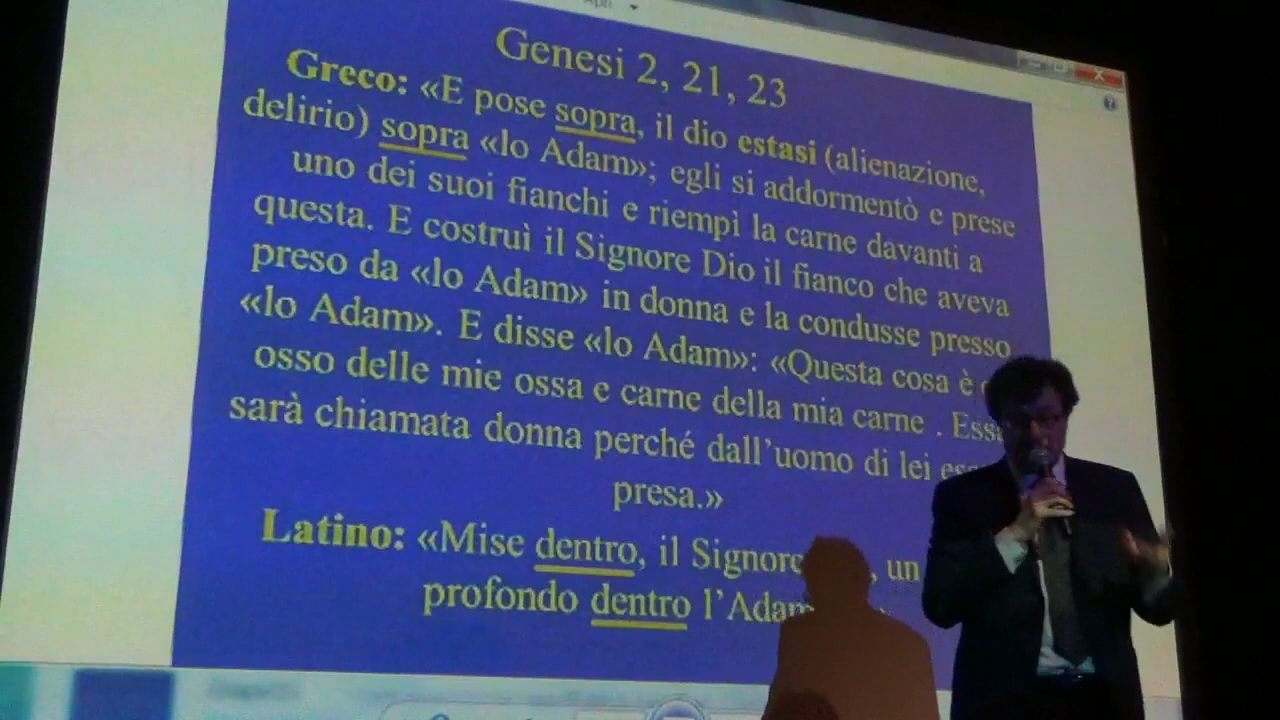 Apri
Genesi 2, 21, 23
Greco: «E pose sopra, il dio estasi (alienazione,
delirio) sopra «lo Adam»; egli si addormentò e prese
uno dei suoi fianchi e riempì la carne davanti a
questa. E costruì il Signore Dio il fianco che aveva
preso da «lo Adam» in donna e la condusse presso
«lo Adam». E disse «lo Adam»: «Questa cosa è
osso delle mie ossa e carne della mia carne . Essa
sarà chiamata donna perché dall'uomo di lei
presa.»
Latino: «Mise dentro, il Signore , un
profondo dentro l'Adam »